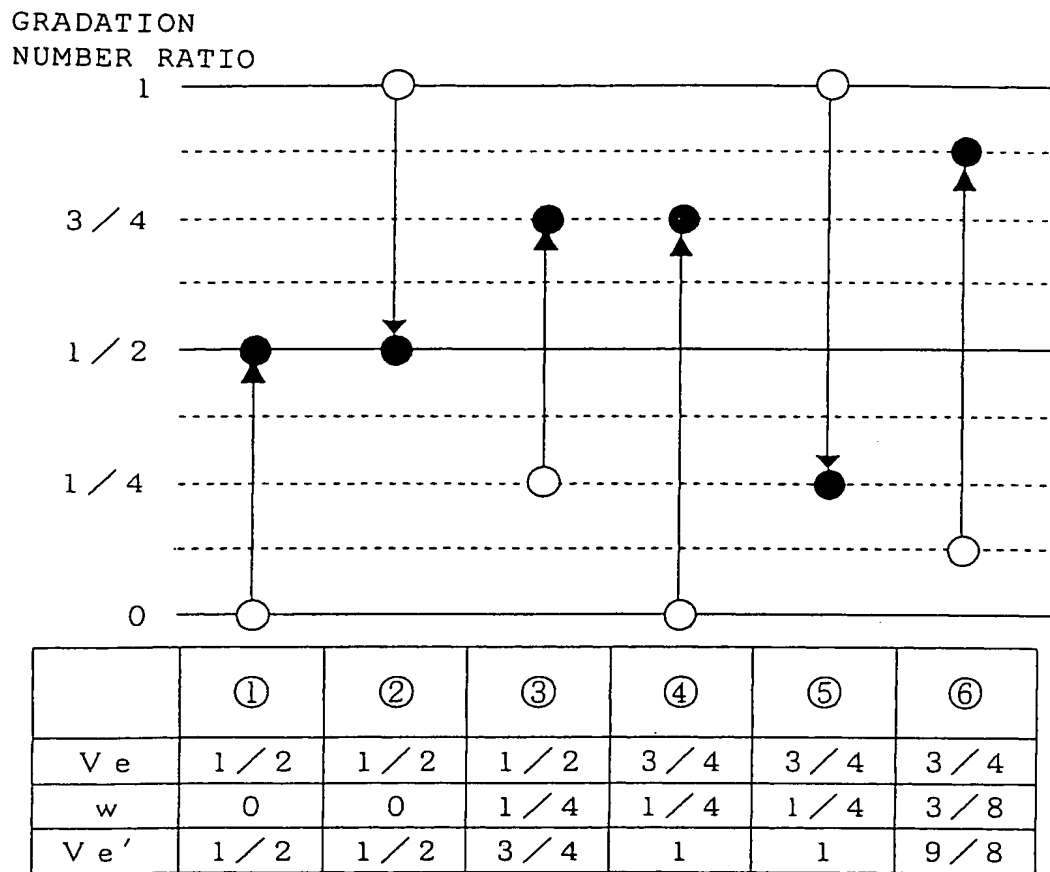 GRADATION
NUMBER RATIO
1
3/4
1/2
1/4
0
① ② ③ ④ ⑤ ⑥
Ve 1/2 1/2 1/2 3/4 3/4 3/4
w 0 0 1/4 1/4 1/4 3/8
Ve′ 1/2 1/2 3/4 1 1 9/8